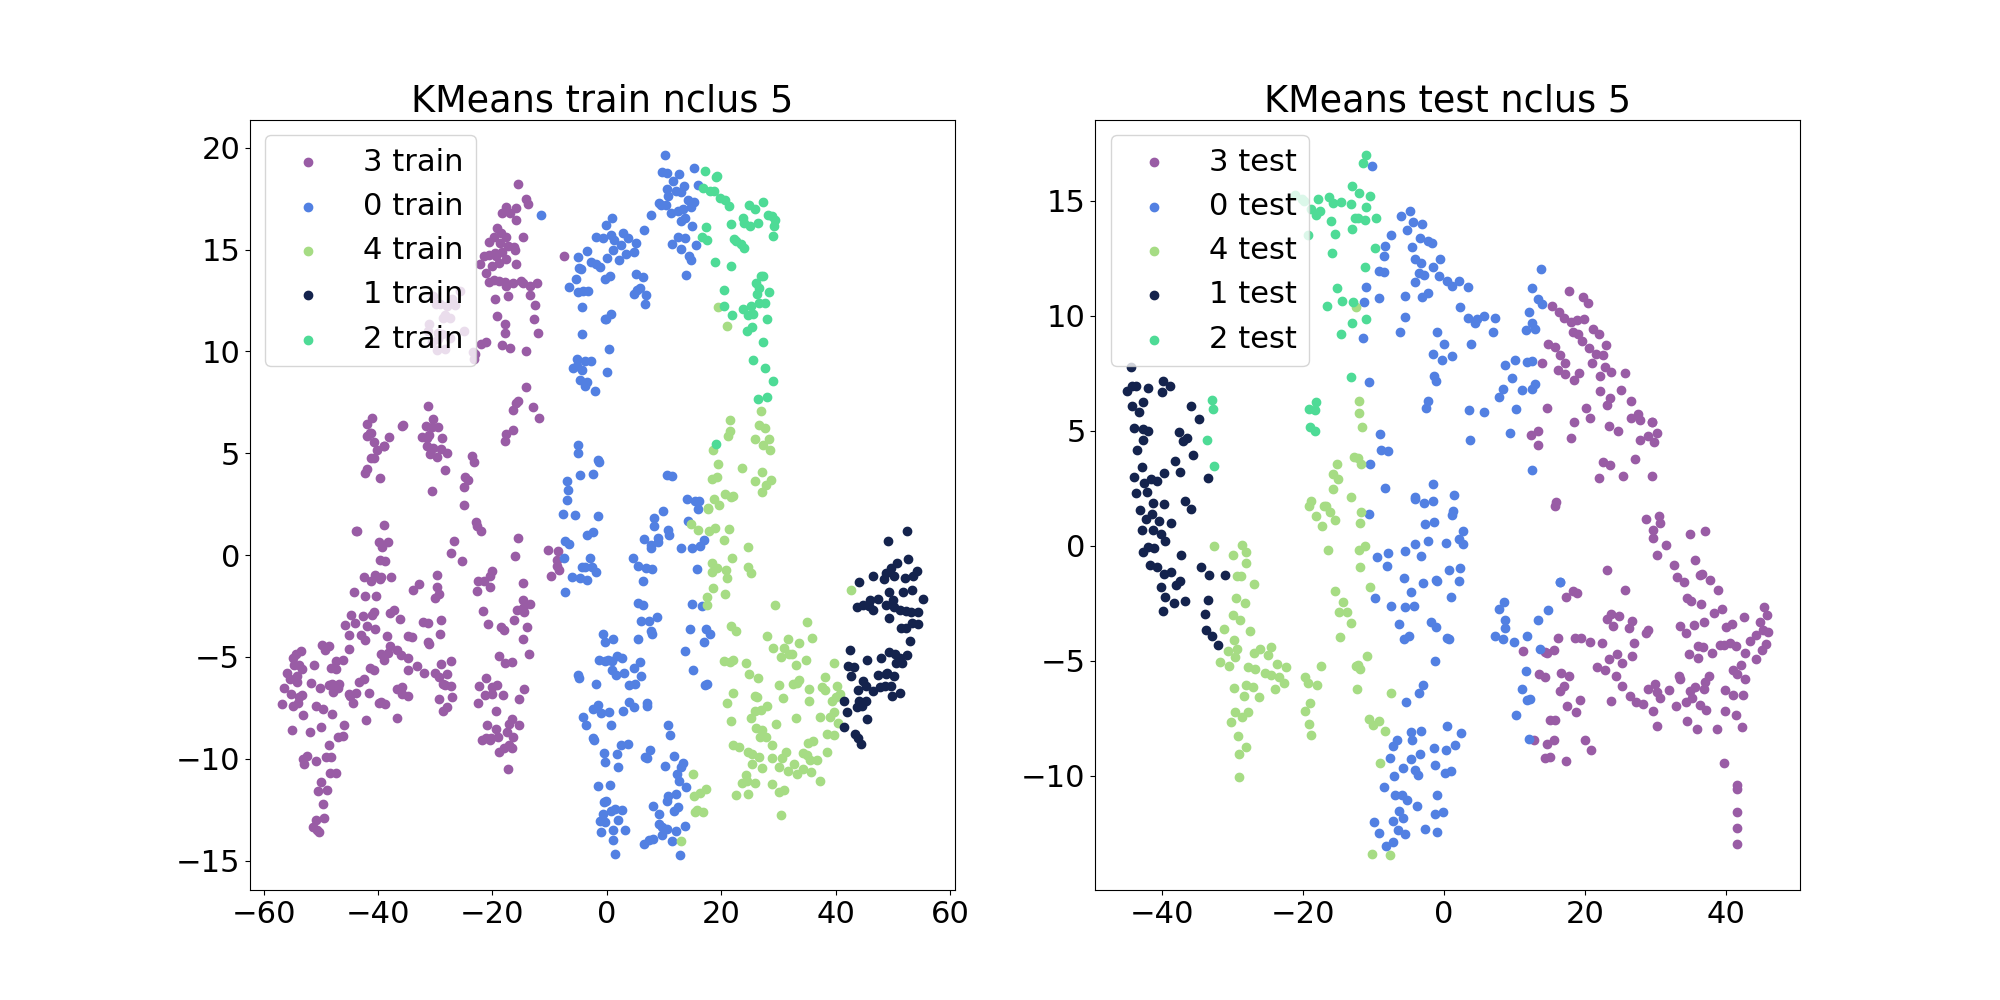 KMeans train nclus 5
3 train
0 train
4 train
1 train
2 train
20
15
10
5
0
−5
−10
−15
−60 −40 −20 0 20 40 60
KMeans test nclus 5
3 test
0 test
4 test
1 test
2 test
15
10
5
0
−5
−10
−40 −20 0 20 40